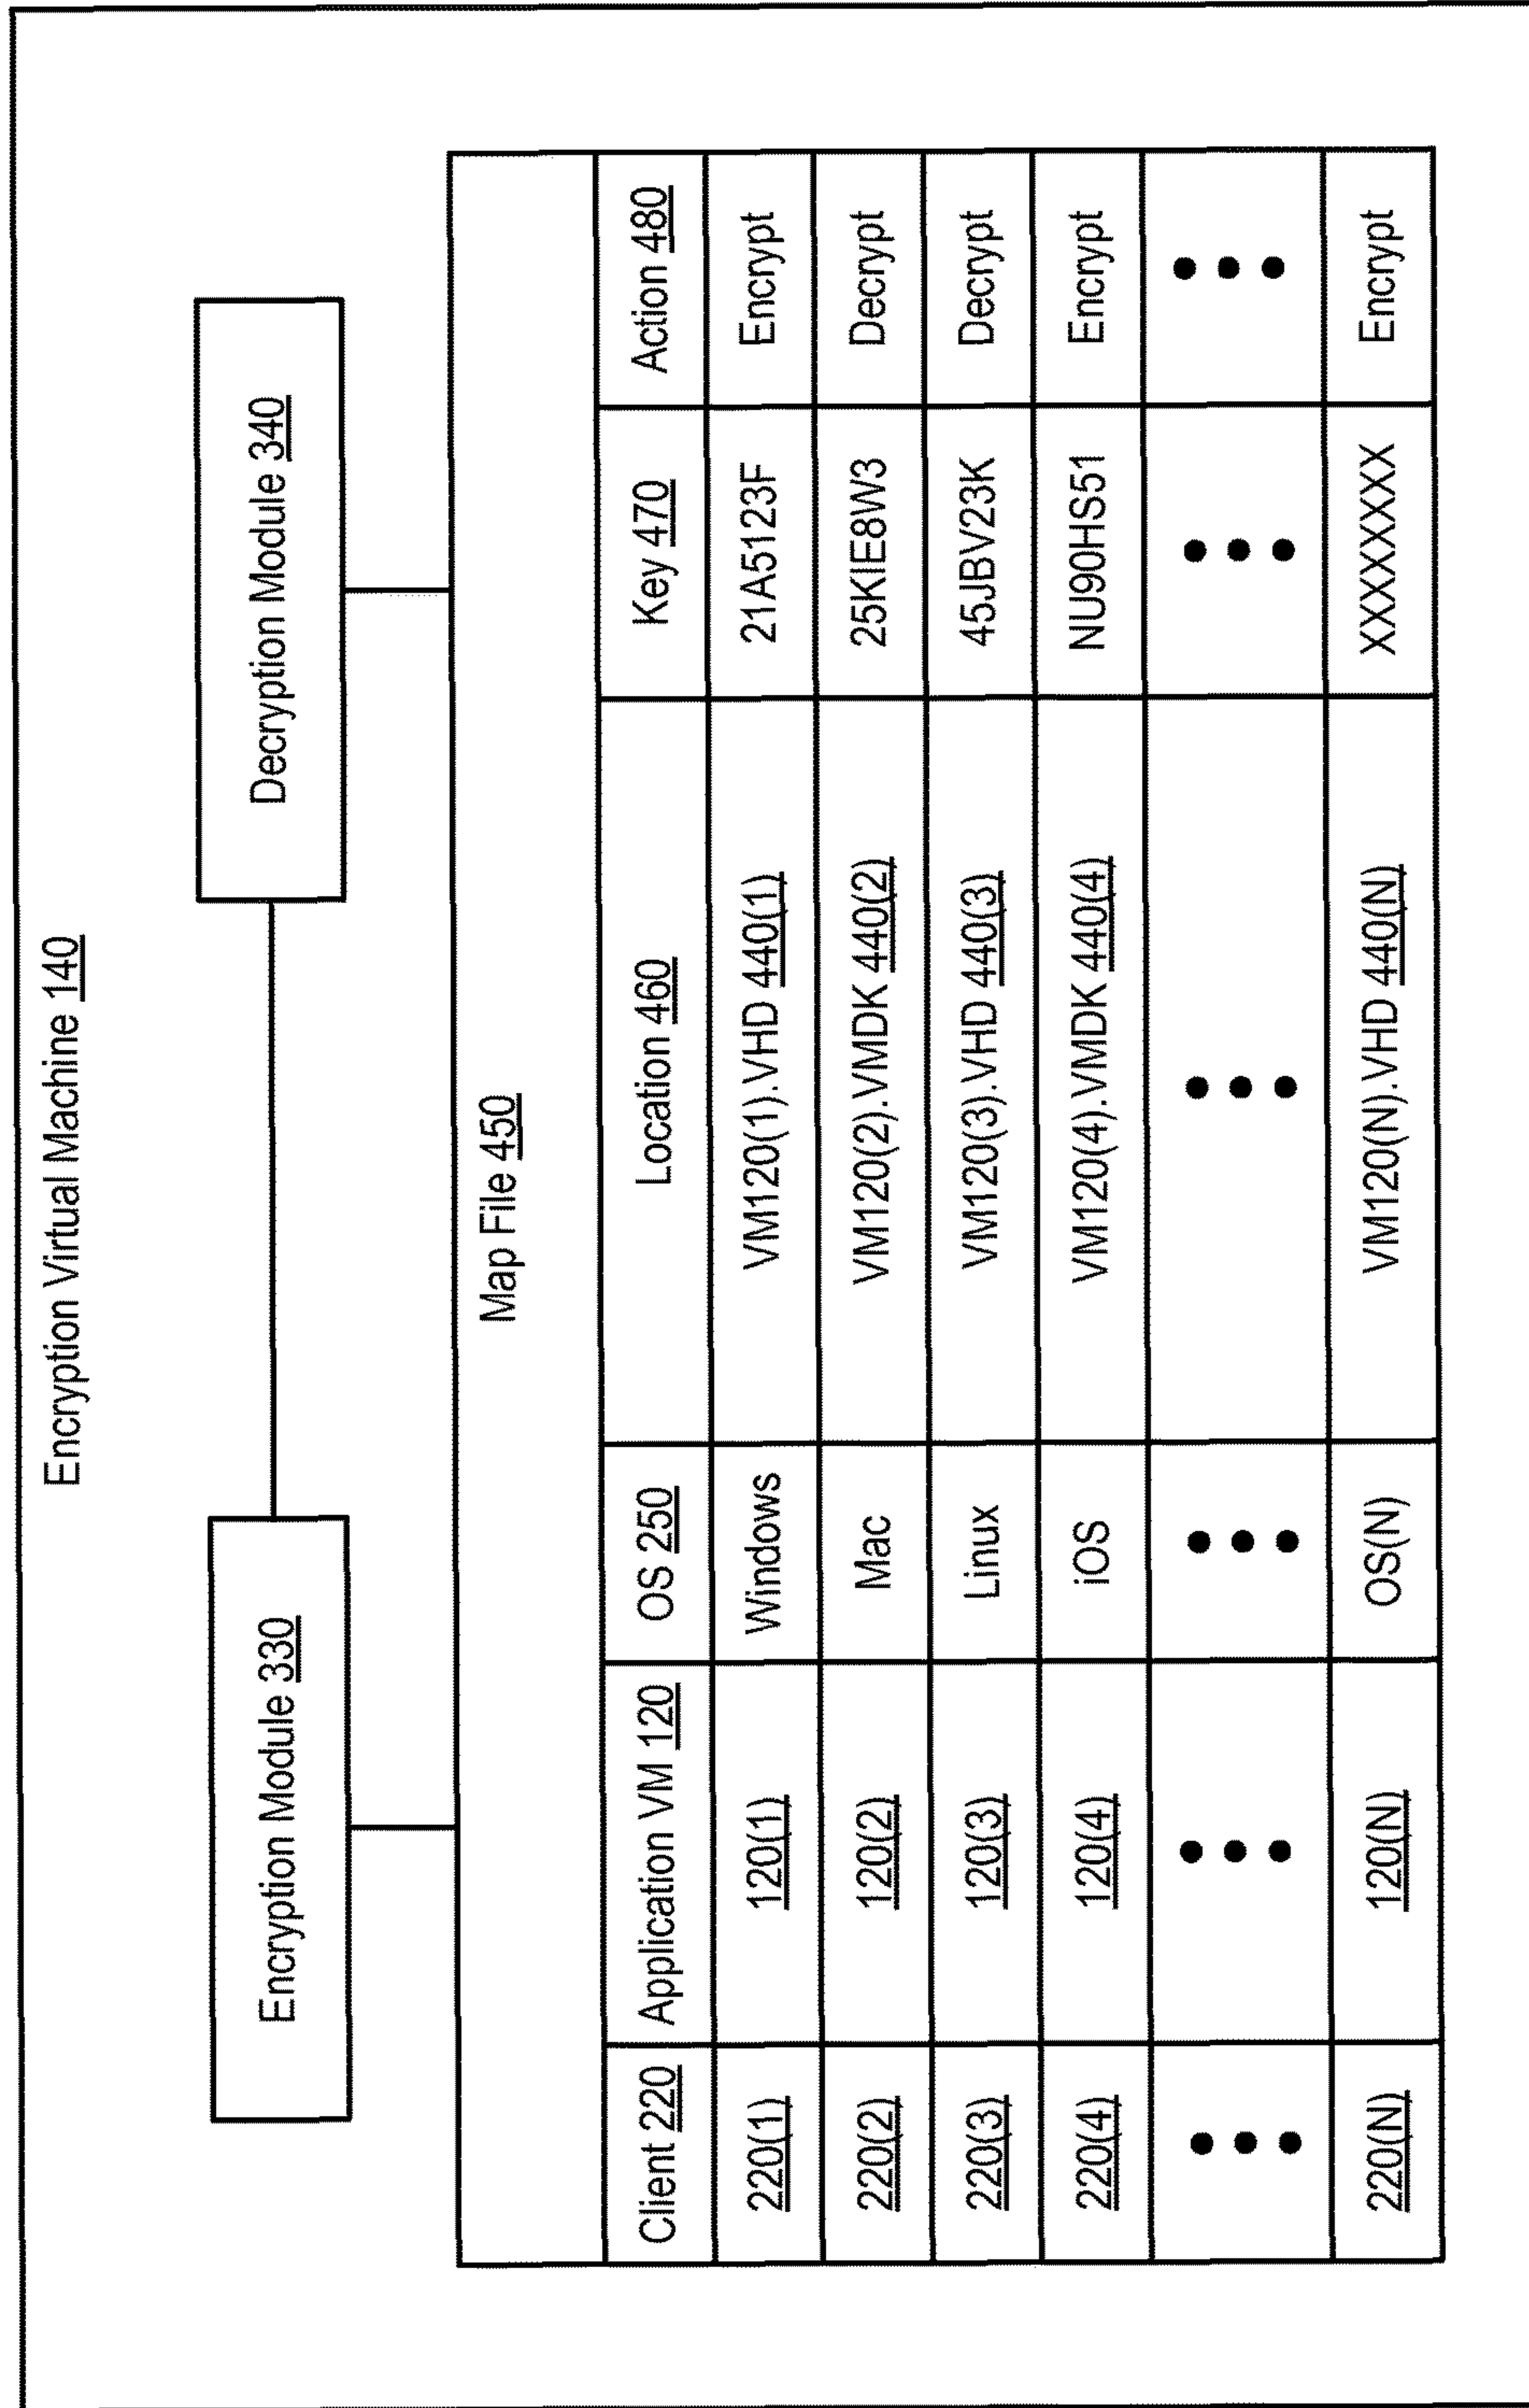 Encryption Virtual Machine 140
Encryption Module 330
Decryption Module 340
Map File 450
Client 220 Application VM 120 OS 250 Location 460 Key 470 Action 480
220(1) 120(1) Windows VM120(1).VHD 440(1) 21A5123F Encrypt
220(2) 120(2) Mac VM120(2).VMDK 440(2) 25KIE8W3 Decrypt
220(3) 120(3) Linux VM120(3).VHD 440(3) 45JBV23K Decrypt
220(4) 120(4) iOS VM120(4).VMDK 440(4) NU90HS51 Encrypt
220(N) 120(N) OS(N) VM120(N).VHD 440(N) XXXXXXXX Encrypt